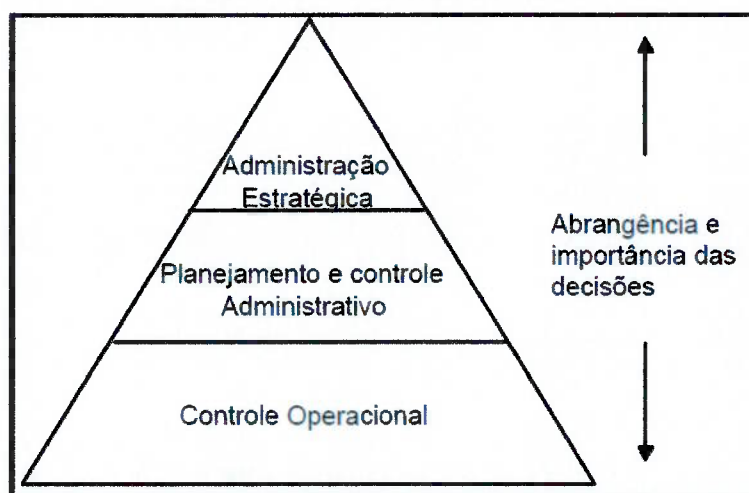 Administração
Estratégica
Planejamento e controle
Administrativo
Controle Operacional
Abrangência e
importância das
decisões